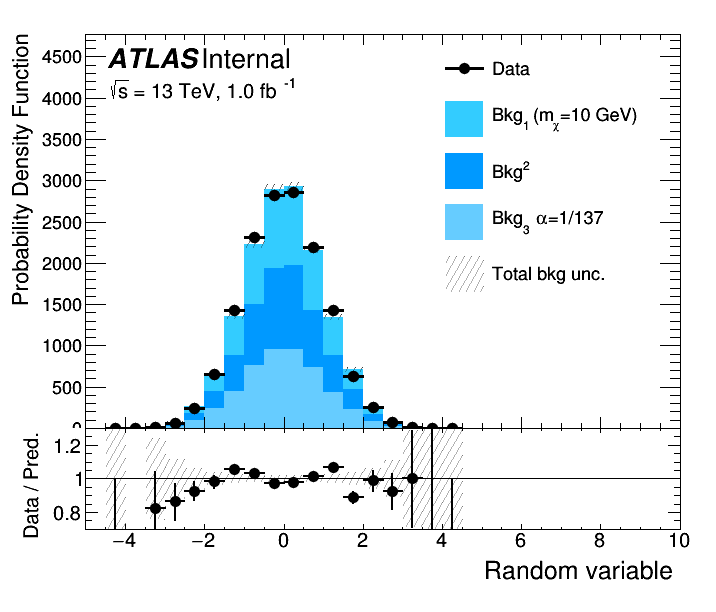 ATLAS Internal
√s = 13 TeV, 1.0 fb -1
Data
Bkg1 (mχ=10 GeV)
Bkg2
Bkg3 α=1/137
Total bkg unc.
Probability Density Function
4500
4000
3500
3000
2500
2000
1500
1000
500
0
Data / Pred.
1.2
1
0.8
−4 −2 0 2 4 6 8 10
Random variable